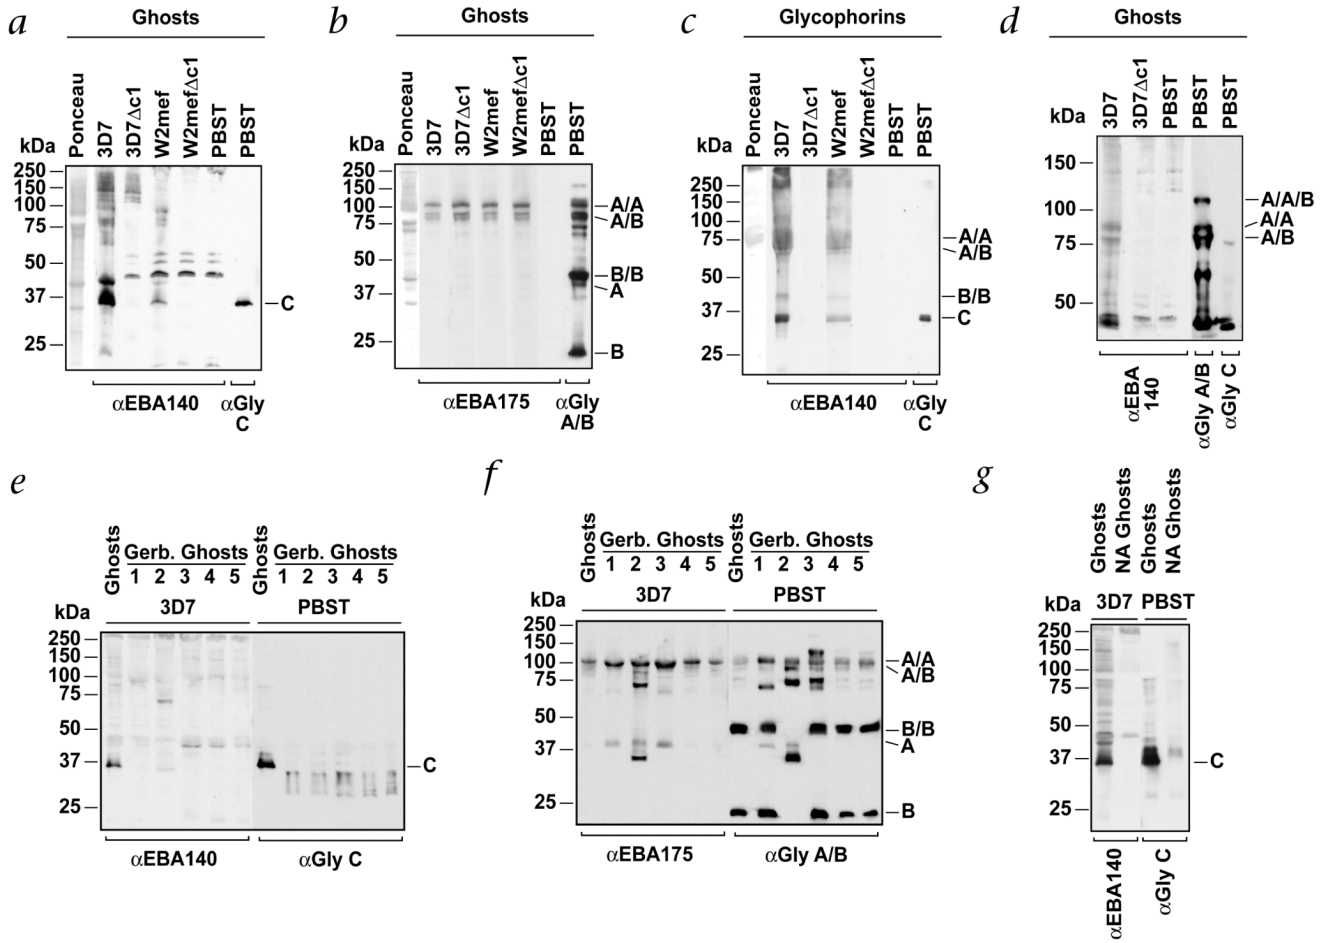 a
Ghosts
Ponceau
3D7
3D7Δc1
W2mef
W2mefΔc1
PBST
PBST
kDa
250
150
100
75
50
37
25
C
αEBA140
αGly
C
b
Ghosts
Ponceau
3D7
3D7Δc1
W2mef
W2mefΔc1
PBST
PBST
kDa
250
150
100
75
50
37
25
A/A
A/B
B/B
A
B
αEBA175
αGly
A/B
c
Glycophorins
Ponceau
3D7
3D7Δc1
W2mef
W2mefΔc1
PBST
PBST
kDa
250
150
100
75
50
37
25
A/A
A/B
B/B
C
αEBA140
αGly
C
d
Ghosts
3D7
3D7Δc1
PBST
PBST
PBST
kDa
150
100
75
50
A/A/B
A/A
A/B
αEBA
140
αGly A/B
αGly C
e
Ghosts
Gerb. Ghosts
1 2 3 4 5
Ghosts
Gerb. Ghosts
1 2 3 4 5
3D7
PBST
kDa
250
150
100
75
50
37
25
C
αEBA140
αGly C
f
Ghosts
Gerb. Ghosts
1 2 3 4 5
Ghosts
Gerb. Ghosts
1 2 3 4 5
3D7
PBST
kDa
250
150
100
75
50
37
25
A/A
A/B
B/B
A
B
αEBA175
αGly A/B
g
Ghosts
NA Ghosts
Ghosts
NA Ghosts
3D7
PBST
kDa
250
150
100
75
50
37
25
C
αEBA140
αGly C